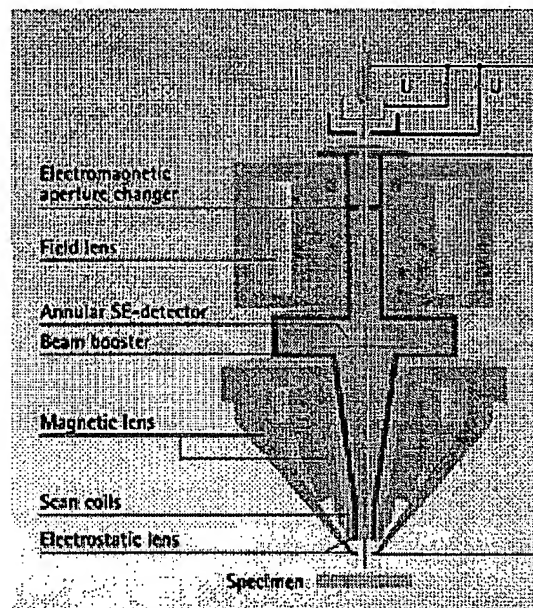 U U
Electromagnetic
aperture changer
Field lens
Annular SE-detector
Beam booster
Magnetic lens
Scan coils
Electrostatic lens
Specimen